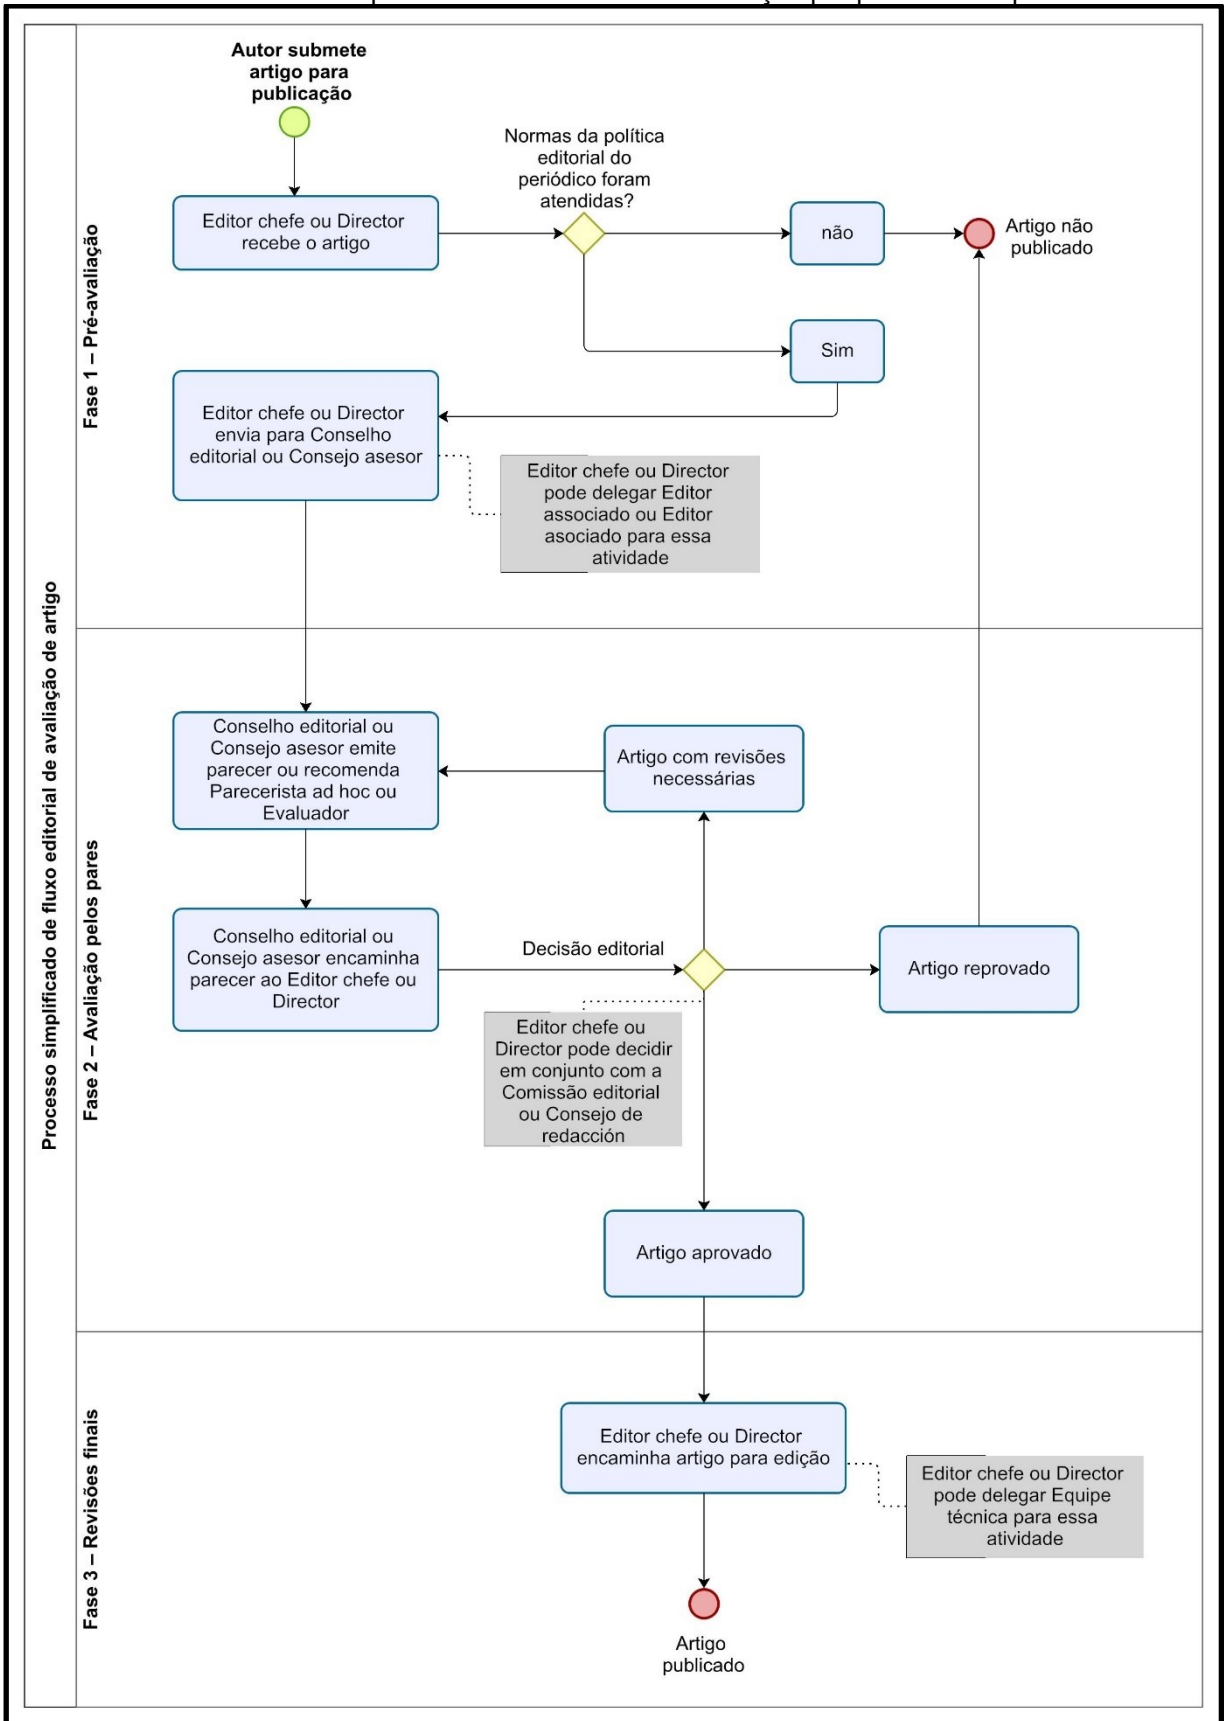 Processo simplificado de fluxo editorial de avaliação de artigo
Fase 1 – Pré-avaliação
Autor submete
artigo para
publicação
Editor chefe ou Director
recebe o artigo
Normas da política
editorial do
periódico foram
atendidas?
não
Artigo não
publicado
Sim
Editor chefe ou Director
envia para Conselho
editorial ou Consejo asesor
Editor chefe ou Director
pode delegar Editor
associado ou Editor
asociado para essa
atividade
Fase 2 – Avaliação pelos pares
Conselho editorial ou
Consejo asesor emite
parecer ou recomenda
Parecerista ad hoc ou
Evaluador
Artigo com revisões
necessárias
Conselho editorial ou
Consejo asesor encaminha
parecer ao Editor chefe ou
Director
Decisão editorial
Artigo reprovado
Editor chefe ou
Director pode decidir
em conjunto com a
Comissão editorial
ou Consejo de
redacción
Artigo aprovado
Fase 3 – Revisões finais
Editor chefe ou Director
encaminha artigo para edição
Editor chefe ou Director
pode delegar Equipe
técnica para essa
atividade
Artigo
publicado